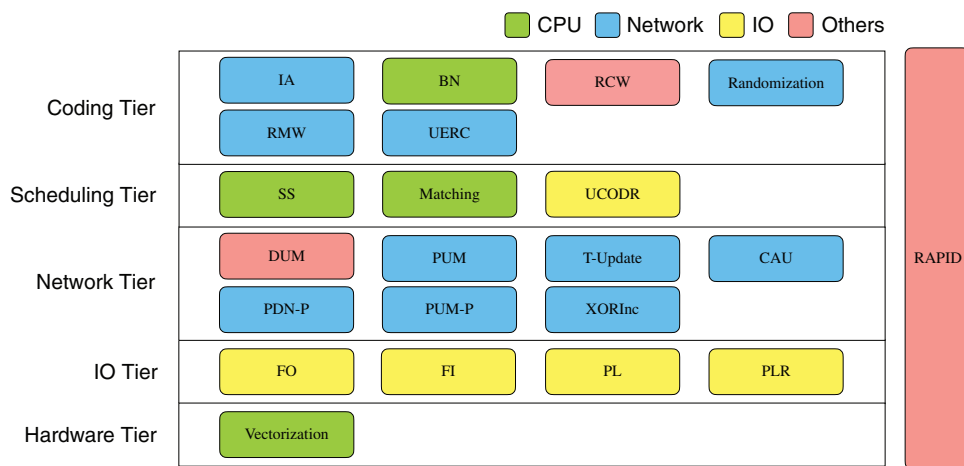 CPU Network IO Others
Coding Tier
IA BN RCW Randomization
RMW UERC
Scheduling Tier
SS Matching UCODR
Network Tier
DUM PUM T-Update CAU
PDN-P PUM-P XORInc
IO Tier
FO FI PL PLR
Hardware Tier
Vectorization
RAPID